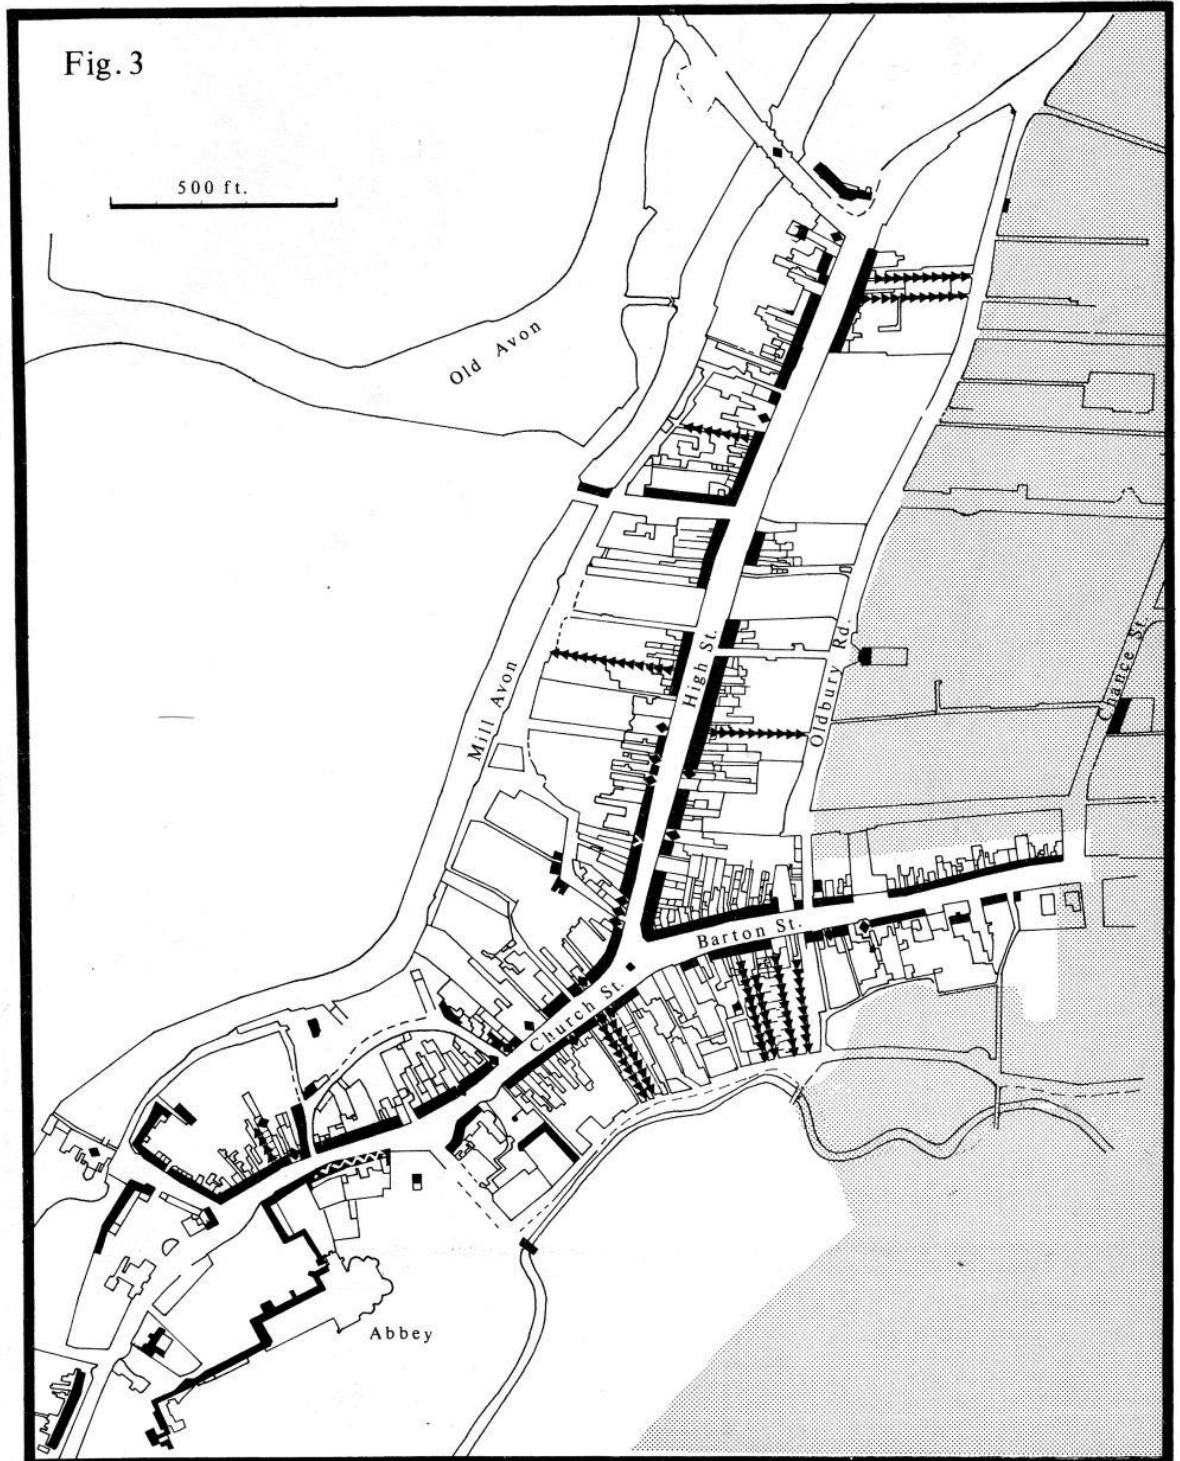 Fig. 3
500 ft.
Old Avon
Mill Avon
High St.
Oldbury Rd.
Chance St.
Barton St.
Church St.
Abbey